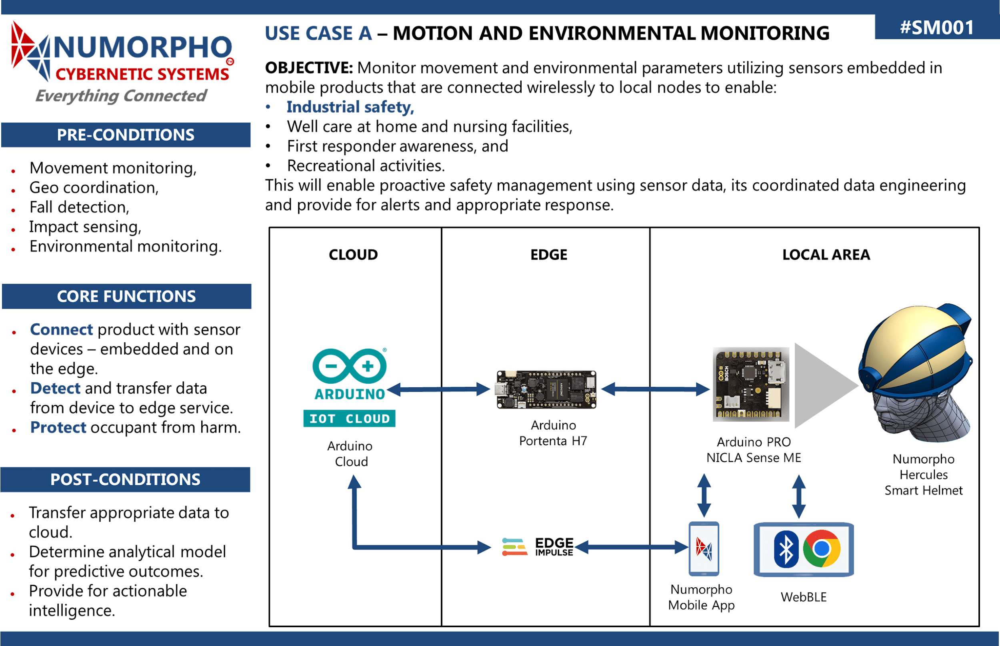 NUMORPHO
TM
CYBERNETIC SYSTEMS
Everything Connected
PRE-CONDITIONS
• Movement monitoring,
• Geo coordination,
• Fall detection,
• Impact sensing,
• Environmental monitoring.
CORE FUNCTIONS
• Connect product with sensor
devices – embedded and on
the edge.
• Detect and transfer data
from device to edge service.
• Protect occupant from harm.
POST-CONDITIONS
• Transfer appropriate data to
cloud.
• Determine analytical model
for predictive outcomes.
• Provide for actionable
intelligence.
#SM001
USE CASE A – MOTION AND ENVIRONMENTAL MONITORING
OBJECTIVE: Monitor movement and environmental parameters utilizing sensors embedded in
mobile products that are connected wirelessly to local nodes to enable:
• Industrial safety,
• Well care at home and nursing facilities,
• First responder awareness, and
• Recreational activities.
This will enable proactive safety management using sensor data, its coordinated data engineering
and provide for alerts and appropriate response.
CLOUD
EDGE
LOCAL AREA
®
ARDUINO
IOT CLOUD
Arduino
Cloud
ARDUINO
Arduino
Portenta H7
BOSCH
Arduino PRO
NICLA Sense ME
Numorpho
Hercules
Smart Helmet
EDGE
IMPULSE
Numorpho
Mobile App
WebBLE